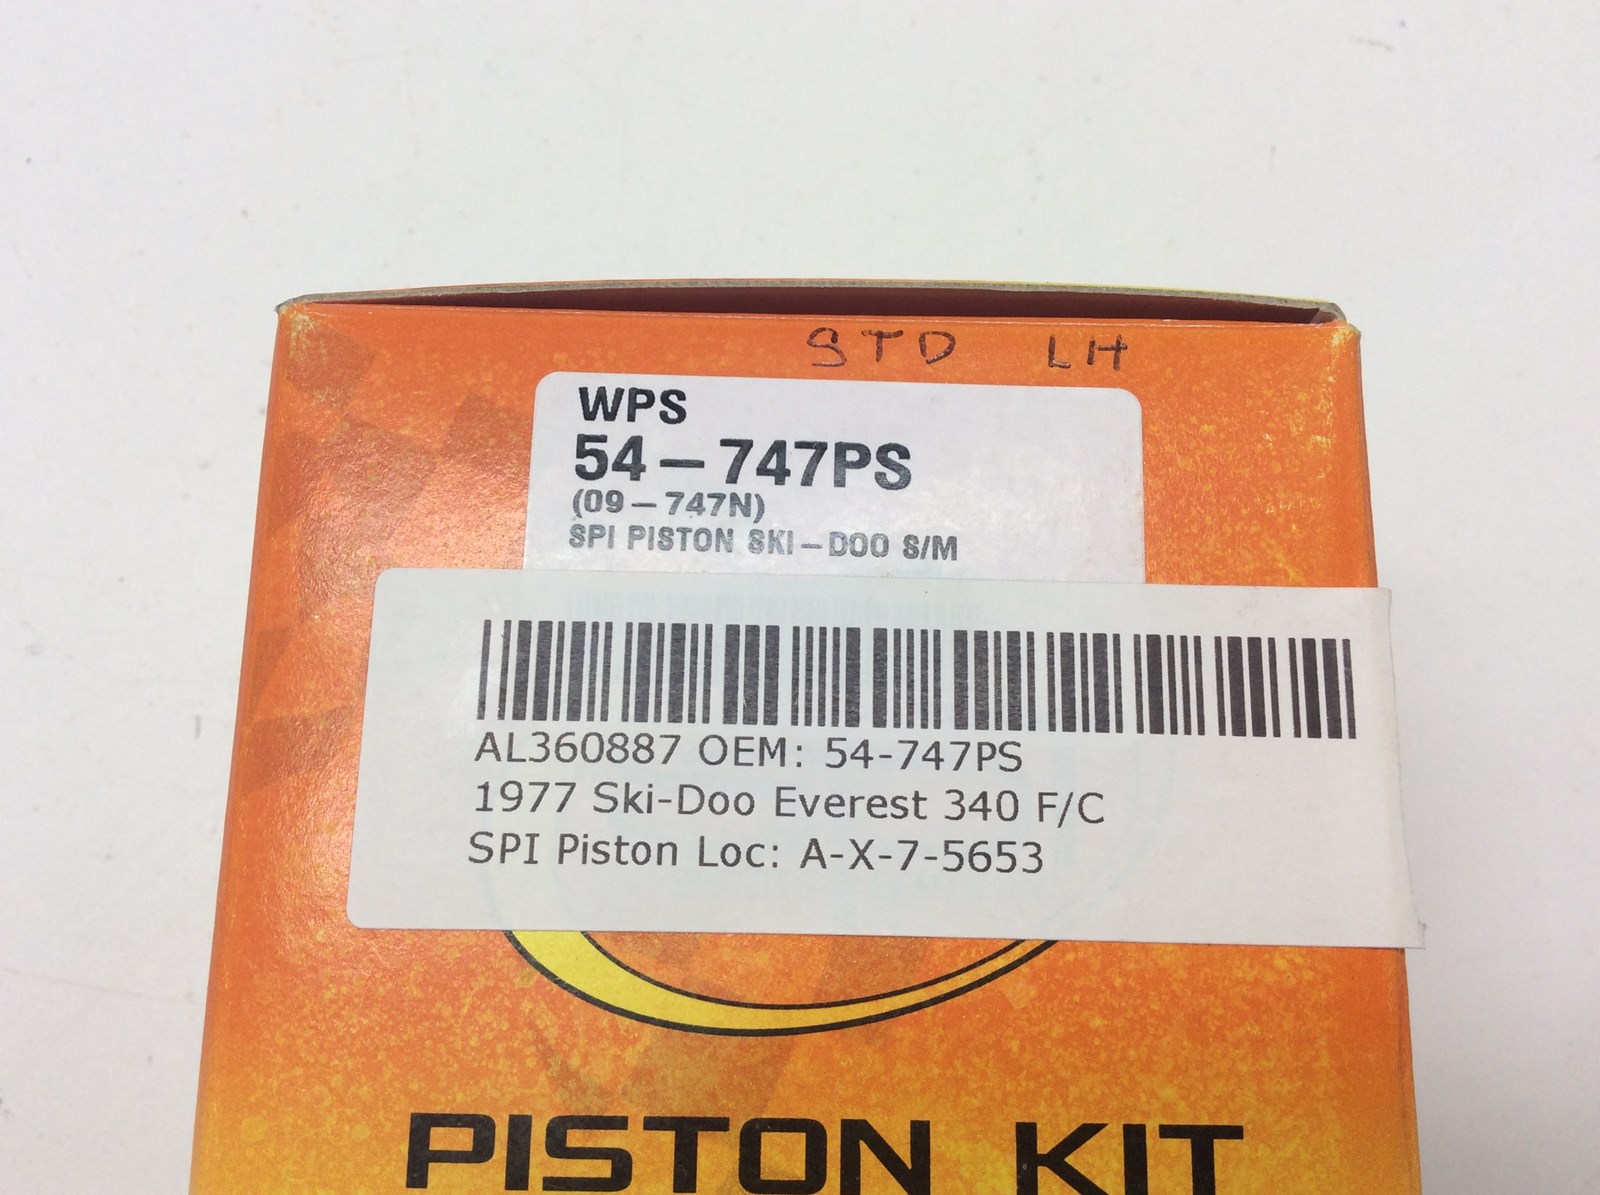 STD LH
WPS
54-747PS
(09-747N)
SPI PISTON SKI-DOO S/M
AL360887 OEM: 54-747PS
1977 Ski-Doo Everest 340 F/C
SPI Piston Loc: A-X-7-5653
PISTON KIT